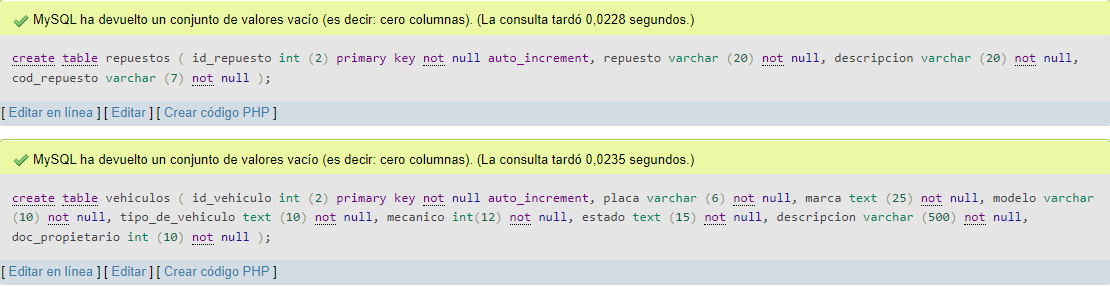 MySQL ha devuelto un conjunto de valores vacío (es decir: cero columnas). (La consulta tardó 0,0228 segundos.)
create table repuestos ( id_repuesto int (2) primary key not null auto_increment, repuesto varchar (20) not null, descripcion varchar (20) not null,
cod_repuesto varchar (7) not null );
[ Editar en línea ] [ Editar ] [ Crear código PHP ]
MySQL ha devuelto un conjunto de valores vacío (es decir: cero columnas). (La consulta tardó 0,0235 segundos.)
create table vehiculos ( id_vehiculo int (2) primary key not null auto_increment, placa varchar (6) not null, marca text (25) not null, modelo varchar
(10) not null, tipo_de_vehiculo text (10) not null, mecanico int(12) not null, estado text (15) not null, descripcion varchar (500) not null,
doc_propietario int (10) not null );
[ Editar en línea ] [ Editar ] [ Crear código PHP ]